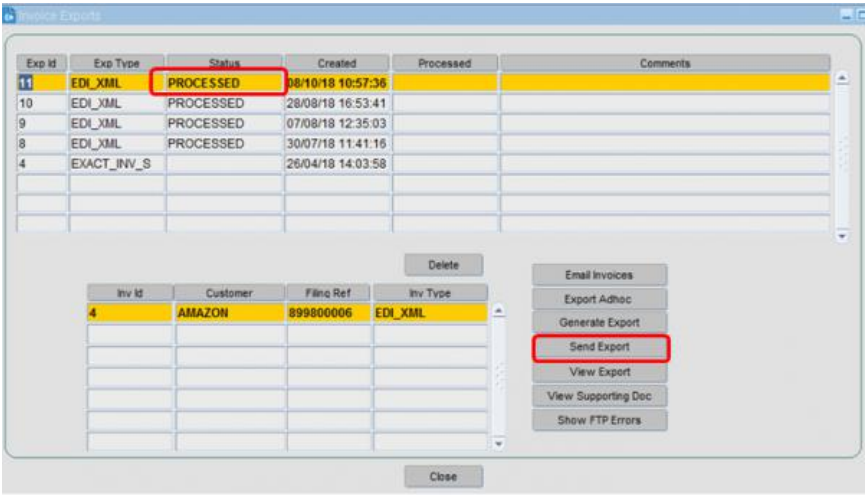 Invoice Exports
Exp Id Exp Type Status Created Processed Comments
11 EDI_XML PROCESSED 08/10/18 10:57:36
10 EDI_XML PROCESSED 28/08/18 16:53:41
9 EDI_XML PROCESSED 07/08/18 12:35:03
8 EDI_XML PROCESSED 30/07/18 11:41:16
4 EXACT_INV_S 26/04/18 14:03:58
Delete
Inv Id Customer Filing Ref Inv Type
4 AMAZON 899800006 EDI_XML
Email Invoices
Export Adhoc
Generate Export
Send Export
View Export
View Supporting Doc
Show FTP Errors
Close